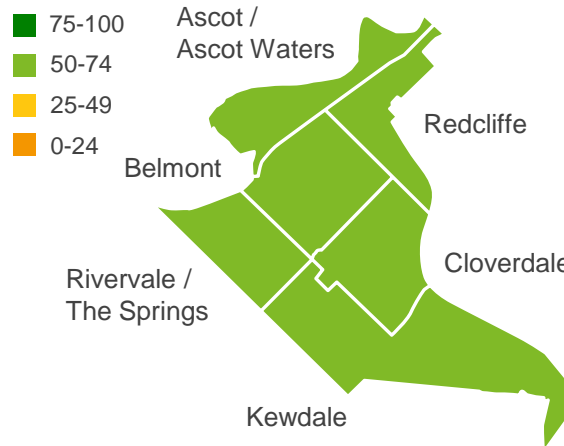 75-100
50-74
25-49
0-24
Ascot /
Ascot Waters
Redcliffe
Belmont
Cloverdale
Rivervale /
The Springs
Kewdale